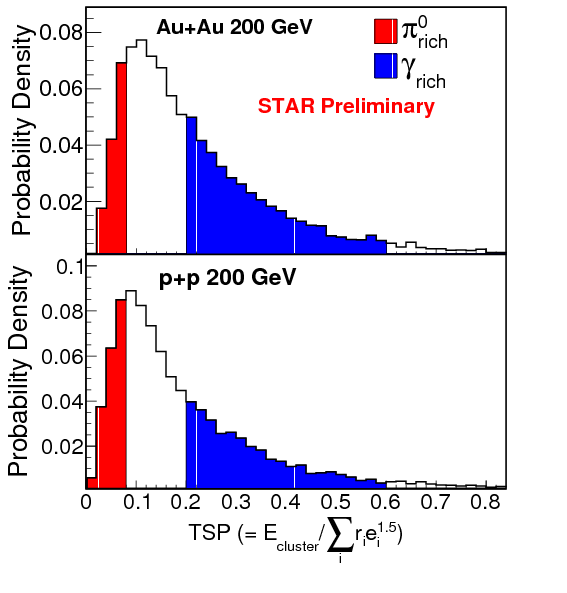 Au+Au 200 GeV
π⁰rich
γrich
STAR Preliminary
Probability Density
0.08
0.06
0.04
0.02
p+p 200 GeV
Probability Density
0.1
0.08
0.06
0.04
0.02
0 0.1 0.2 0.3 0.4 0.5 0.6 0.7 0.8
TSP (= Ecluster/∑i riei^1.5)